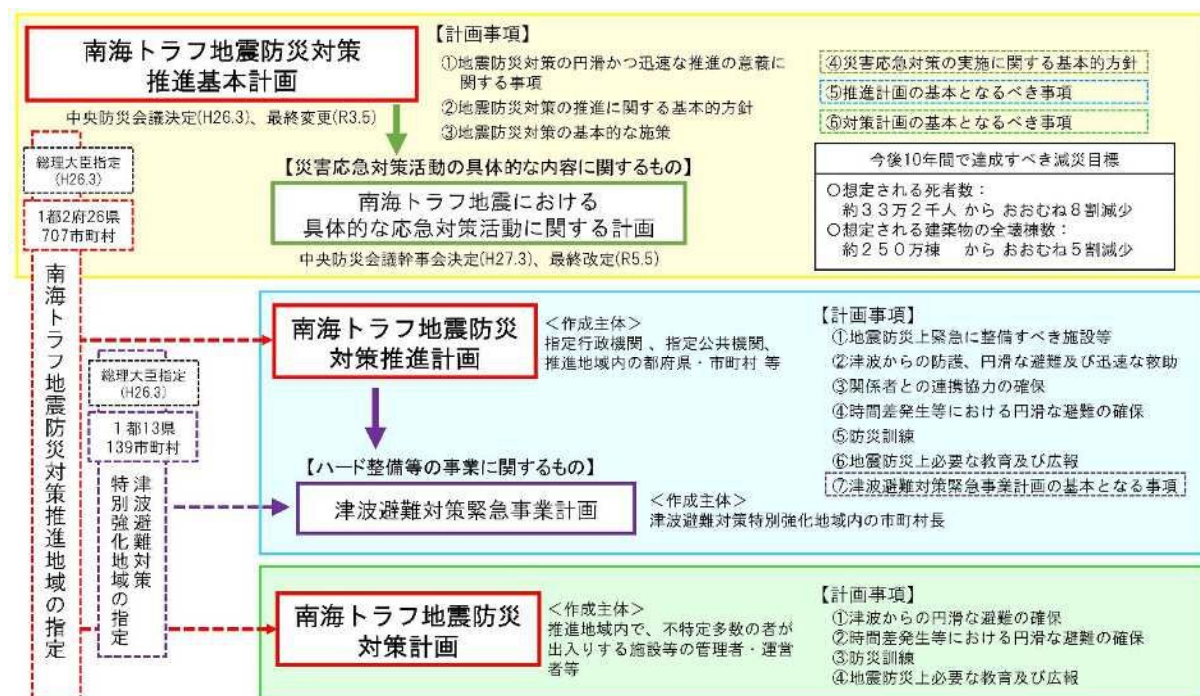 南海トラフ地震防災対策
推進基本計画
中央防災会議決定(H26.3)、最終変更(R3.5)
【計画事項】
①地震防災対策の円滑かつ迅速な推進の意義に
関する事項
②地震防災対策の推進に関する基本的方針
③地震防災対策の基本的な施策
④災害応急対策の実施に関する基本的方針
⑤推進計画の基本となるべき事項
⑥対策計画の基本となるべき事項
【災害応急対策活動の具体的な内容に関するもの】
南海トラフ地震における
具体的な応急対策活動に関する計画
中央防災会議幹事会決定(H27.3)、最終改定(R5.5)
今後10年間で達成すべき減災目標
○想定される死者数：
約33万2千人 から おおむね8割減少
○想定される建築物の全壊棟数：
約250万棟 から おおむね5割減少
総理大臣指定
(H26.3)
1都2府26県
707市町村
南海トラフ地震防災対策推進地域の指定
総理大臣指定
(H26.3)
1都13県
139市町村
津波避難対策
特別強化地域の指定
南海トラフ地震防災
対策推進計画
＜作成主体＞
指定行政機関、指定公共機関、
推進地域内の都府県・市町村 等
【ハード整備等の事業に関するもの】
津波避難対策緊急事業計画
＜作成主体＞
津波避難対策特別強化地域内の市町村長
【計画事項】
①地震防災上緊急に整備すべき施設等
②津波からの防護、円滑な避難及び迅速な救助
③関係者との連携協力の確保
④時間差発生等における円滑な避難の確保
⑤防災訓練
⑥地震防災上必要な教育及び広報
⑦津波避難対策緊急事業計画の基本となる事項
南海トラフ地震防災
対策計画
＜作成主体＞
推進地域内で、不特定多数の者が
出入りする施設等の管理者・運営
者等
【計画事項】
①津波からの円滑な避難の確保
②時間差発生等における円滑な避難の確保
③防災訓練
④地震防災上必要な教育及び広報